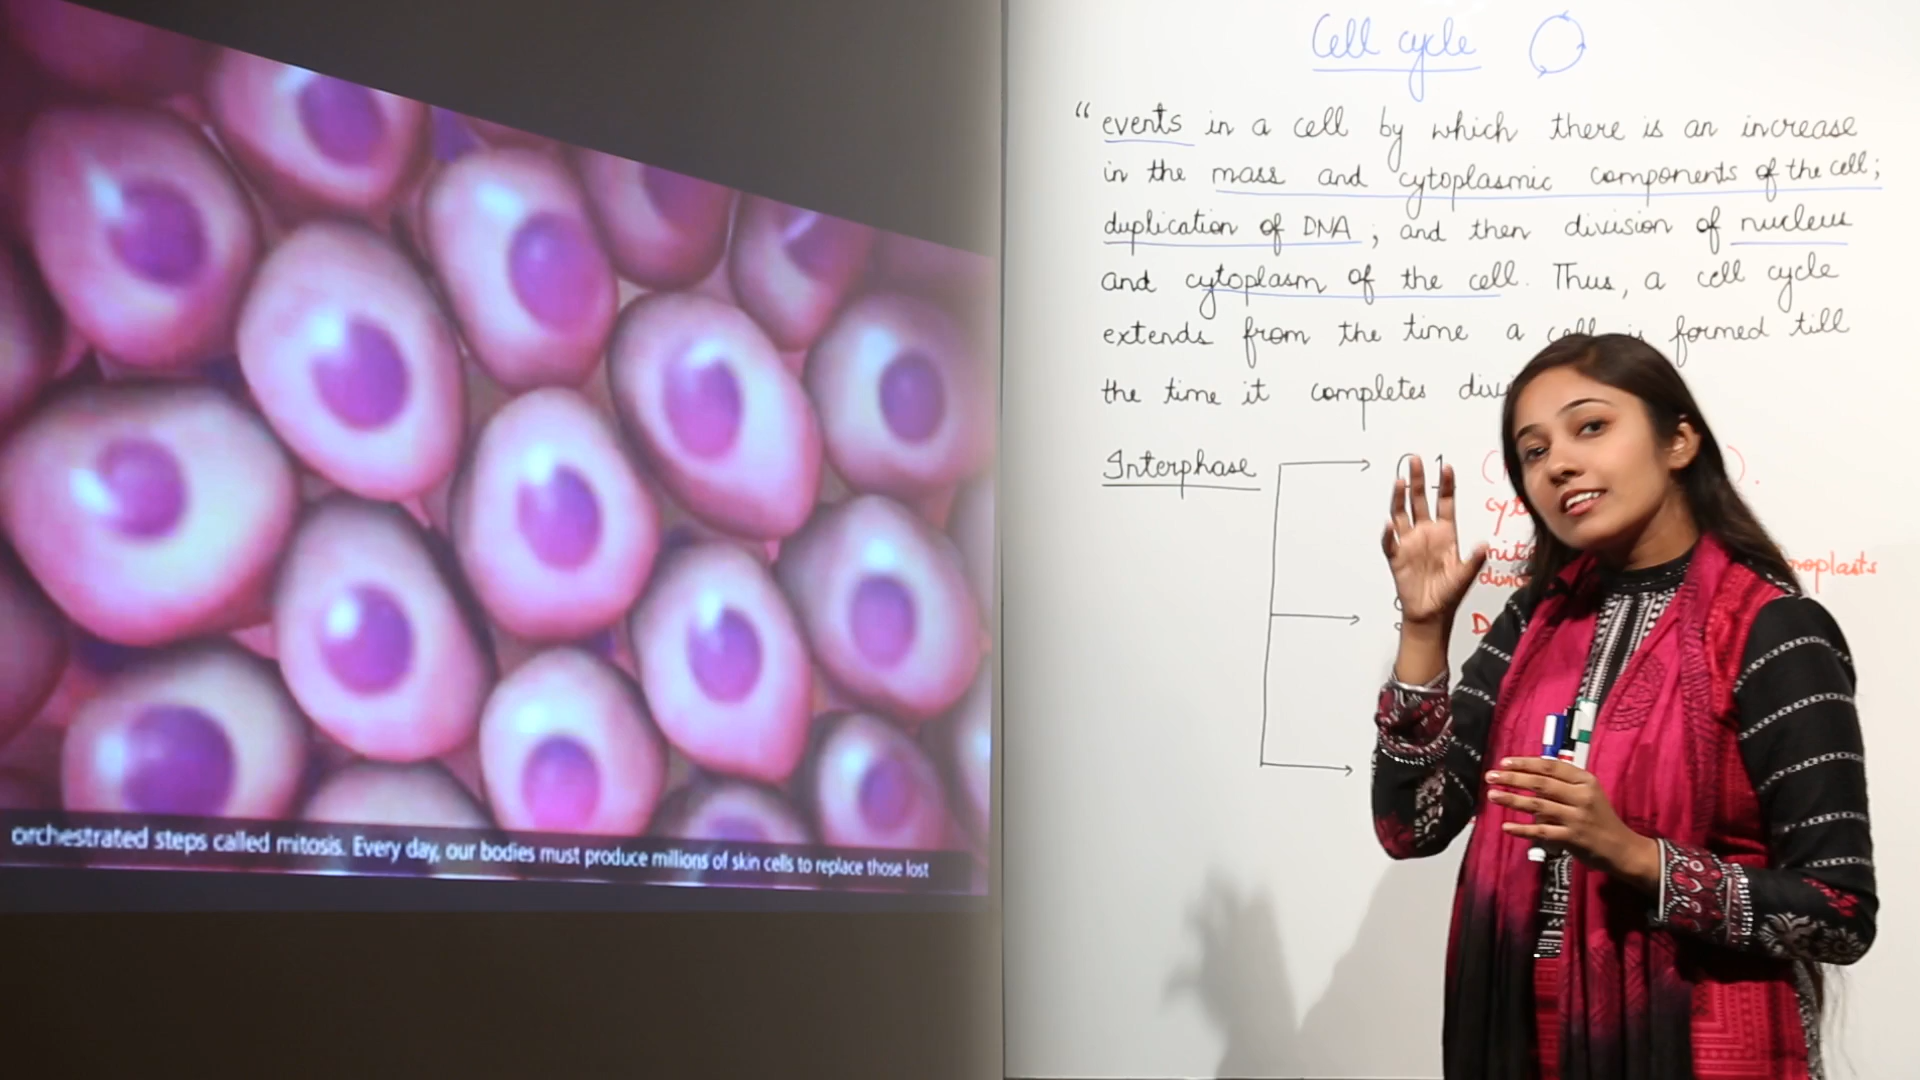 orchestrated steps called mitosis. Every day, our bodies must produce millions of skin cells to replace those lost
Cell cycle
“ events in a cell by which there is an increase
in the mass and cytoplasmic components of the cell;
duplication of DNA ; and then division of nucleus
and cytoplasm of the cell. Thus, a cell cycle
extends from the time a cell is formed till
the time it completes
Interphase